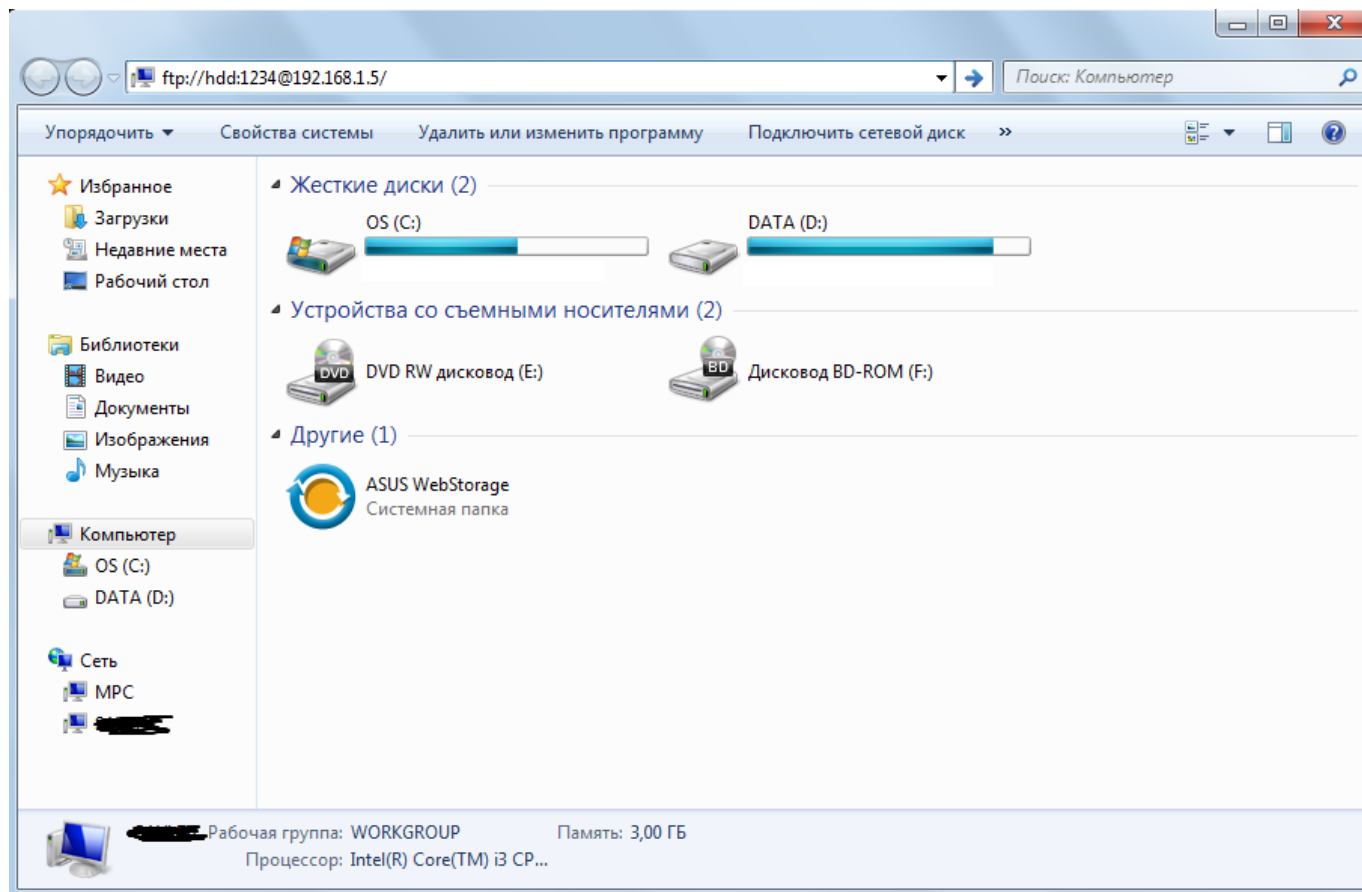 ftp://hdd:1234@192.168.1.5/
Поиск: Компьютер
Упорядочить Свойства системы Удалить или изменить программу Подключить сетевой диск »
Избранное
Загрузки
Недавние места
Рабочий стол
Библиотеки
Видео
Документы
Изображения
Музыка
Компьютер
OS (C:)
DATA (D:)
Сеть
MPC
Жесткие диски (2)
OS (C:)
DATA (D:)
Устройства со съемными носителями (2)
DVD
DVD RW дисковод (E:)
BD
Дисковод BD-ROM (F:)
Другие (1)
ASUS WebStorage
Системная папка
Рабочая группа: WORKGROUP Память: 3,00 ГБ
Процессор: Intel(R) Core(TM) i3 CP...